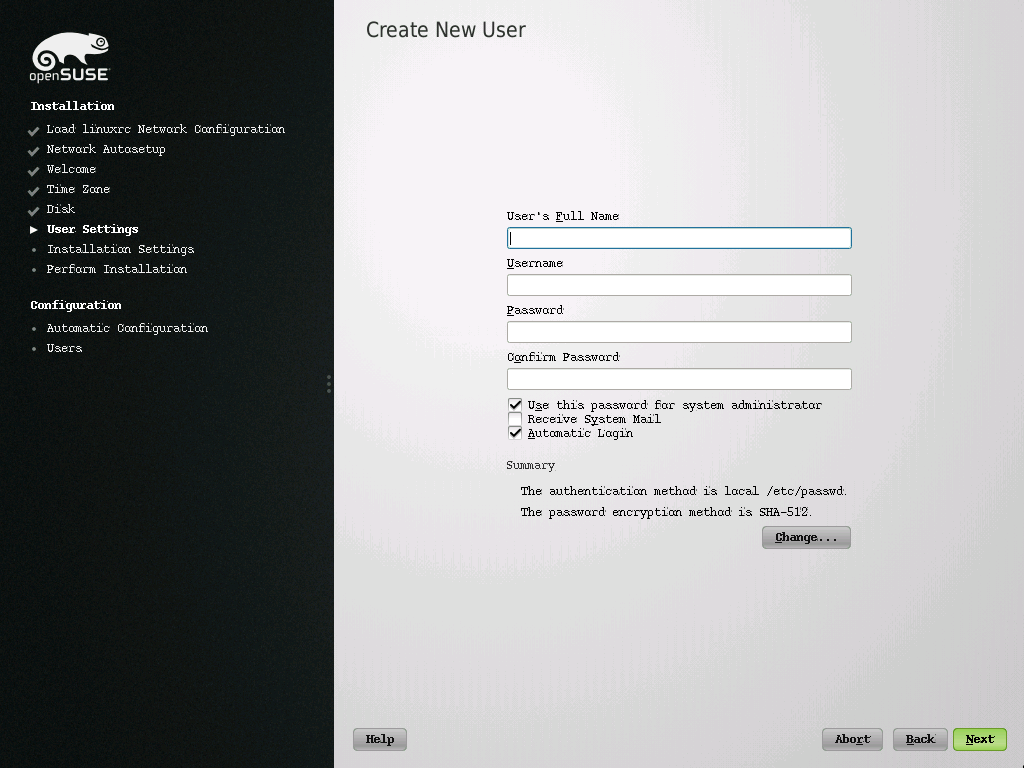 openSUSE
Installation
Load linuxrc Network Configuration
Network Autosetup
Welcome
Time Zone
Disk
User Settings
Installation Settings
Perform Installation
Configuration
Automatic Configuration
Users
Create New User
User's Full Name
Username
Password
Confirm Password
Use this password for system administrator
Receive System Mail
Automatic Login
Summary
The authentication method is local /etc/passwd.
The password encryption method is SHA-512.
Change...
Help
Abort
Back
Next